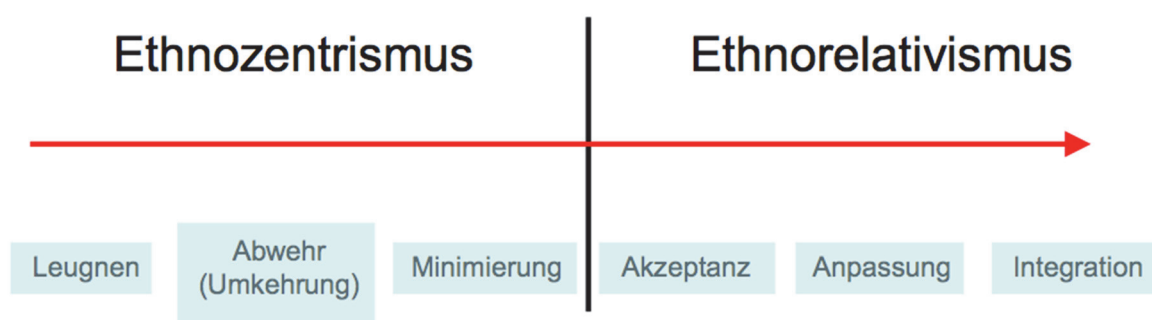 Ethnozentrismus
Ethnorelativismus
Leugnen
Abwehr
(Umkehrung)
Minimierung
Akzeptanz
Anpassung
Integration